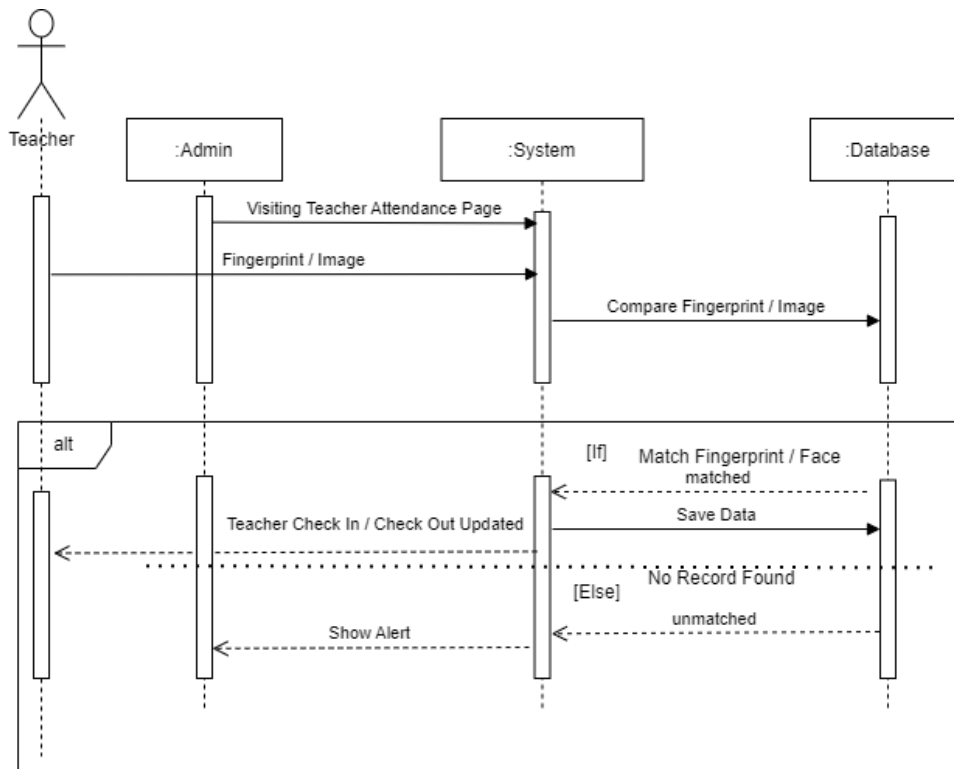 Teacher
:Admin
:System
:Database
Visiting Teacher Attendance Page
Fingerprint / Image
Compare Fingerprint / Image
alt
[If]
Match Fingerprint / Face
matched
Save Data
Teacher Check In / Check Out Updated
No Record Found
[Else]
unmatched
Show Alert